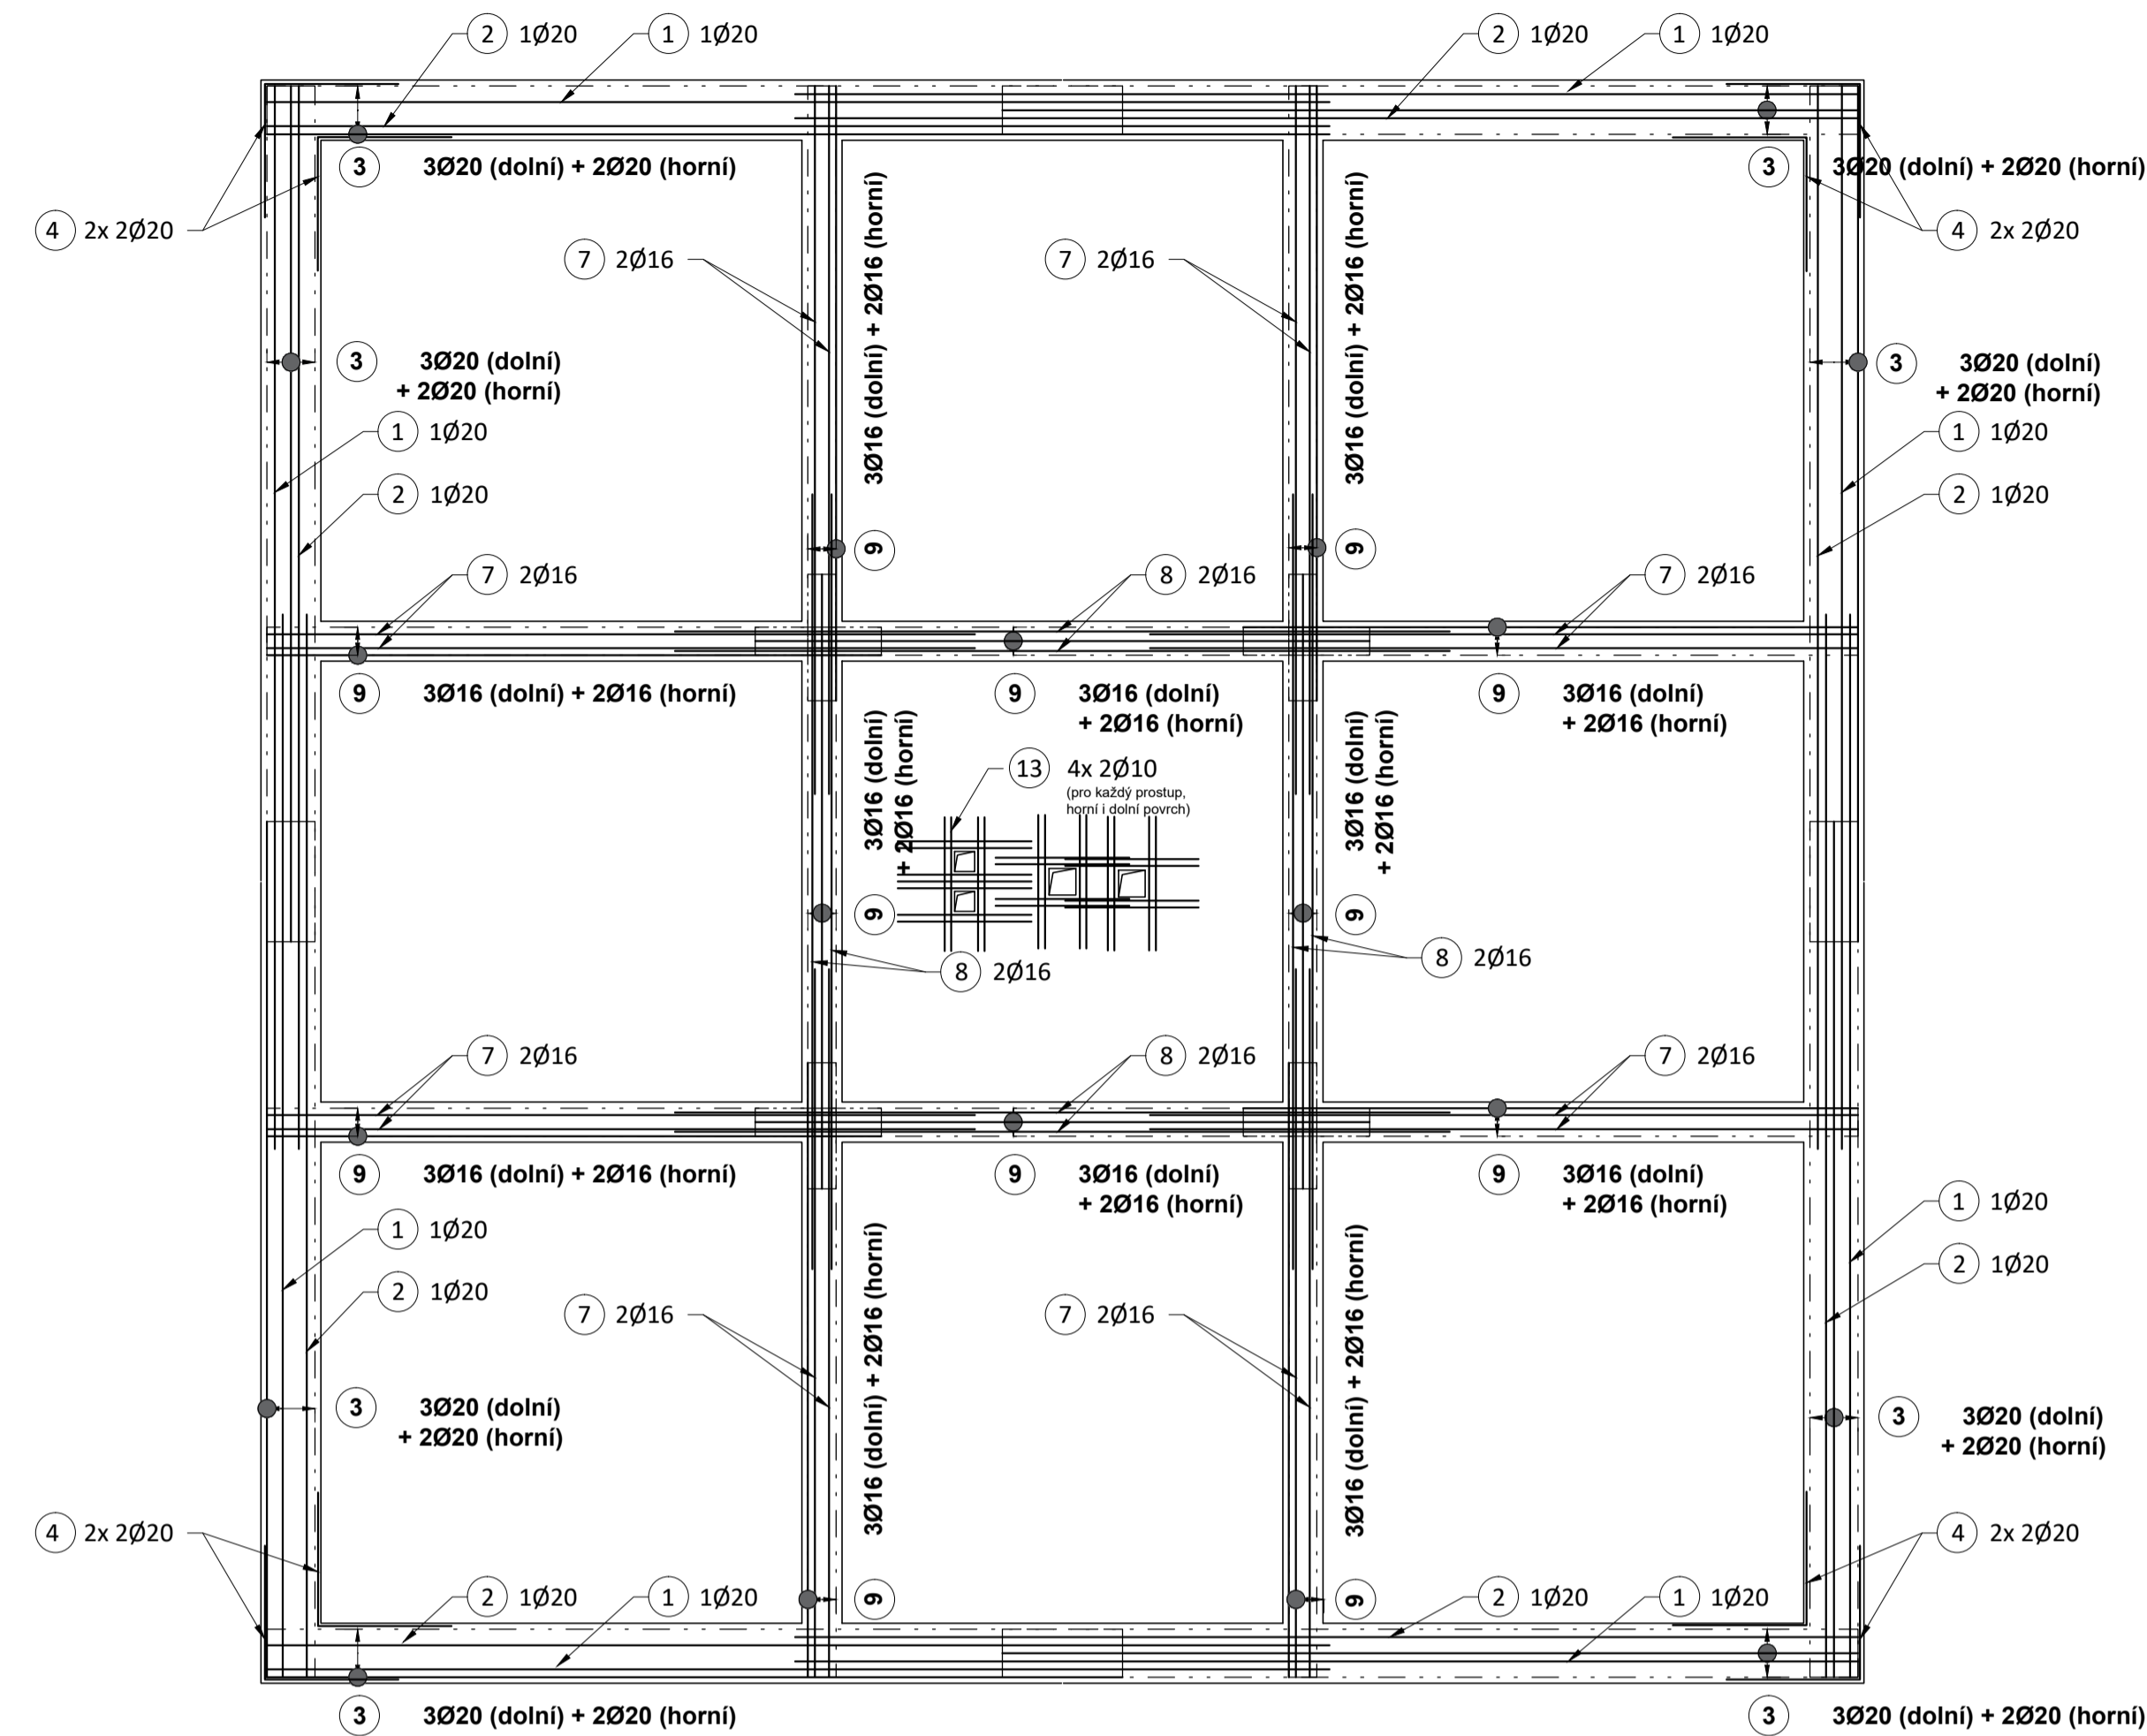 2 1Ø20
1 1Ø20
2 1Ø20
1 1Ø20
3 3Ø20 (dolní) + 2Ø20 (horní)
3 3Ø20 (dolní) + 2Ø20 (horní)
4 2x 2Ø20
4 2x 2Ø20
7 2Ø16
3Ø16 (dolní) + 2Ø16 (horní)
7 2Ø16
3Ø16 (dolní) + 2Ø16 (horní)
3 3Ø20 (dolní)
+ 2Ø20 (horní)
3 3Ø20 (dolní)
+ 2Ø20 (horní)
1 1Ø20
1 1Ø20
2 1Ø20
2 1Ø20
9
9
7 2Ø16
8 2Ø16
7 2Ø16
9 3Ø16 (dolní) + 2Ø16 (horní)
9 3Ø16 (dolní)
+ 2Ø16 (horní)
9 3Ø16 (dolní)
+ 2Ø16 (horní)
3Ø16 (dolní)
+ 2Ø16 (horní)
3Ø16 (dolní)
+ 2Ø16 (horní)
13 4x 2Ø10
(pro každý prostup,
horní i dolní povrch)
9
9
8 2Ø16
8 2Ø16
7 2Ø16
8 2Ø16
7 2Ø16
9 3Ø16 (dolní) + 2Ø16 (horní)
9 3Ø16 (dolní)
+ 2Ø16 (horní)
9 3Ø16 (dolní)
+ 2Ø16 (horní)
1 1Ø20
1 1Ø20
2 1Ø20
2 1Ø20
7 2Ø16
3Ø16 (dolní) + 2Ø16 (horní)
7 2Ø16
3Ø16 (dolní) + 2Ø16 (horní)
3 3Ø20 (dolní)
+ 2Ø20 (horní)
3 3Ø20 (dolní)
+ 2Ø20 (horní)
4 2x 2Ø20
4 2x 2Ø20
2 1Ø20
1 1Ø20
9
9
2 1Ø20
1 1Ø20
3 3Ø20 (dolní) + 2Ø20 (horní)
3 3Ø20 (dolní) + 2Ø20 (horní)